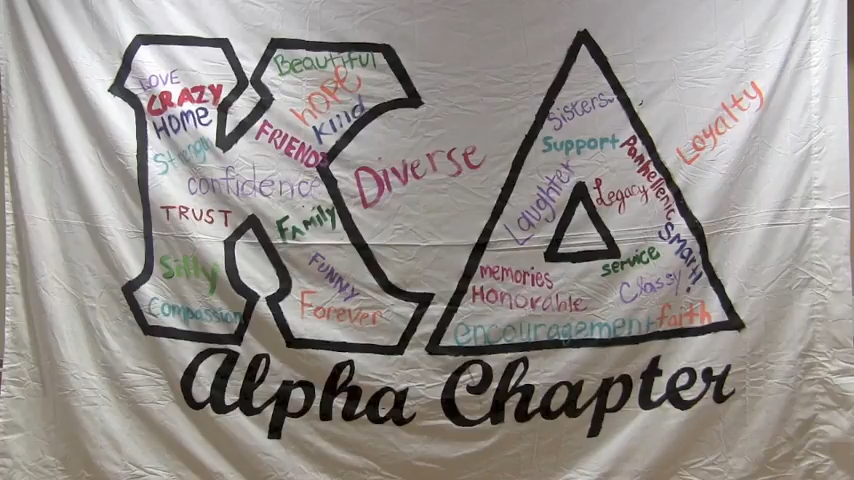 ΚΔ
LOVE
CRAZY
HOME
Strength
confidence
TRUST
Silly
Compassion
Beautiful
hope
Kind
FRIENDS
FAMily
FUNNY
Forever
Diverse
Sisters
Support
Laughter
Panhellenic
Legacy
Smart!
service
memories
Honorable
Classy
encouragement
faith
Loyalty
Alpha Chapter